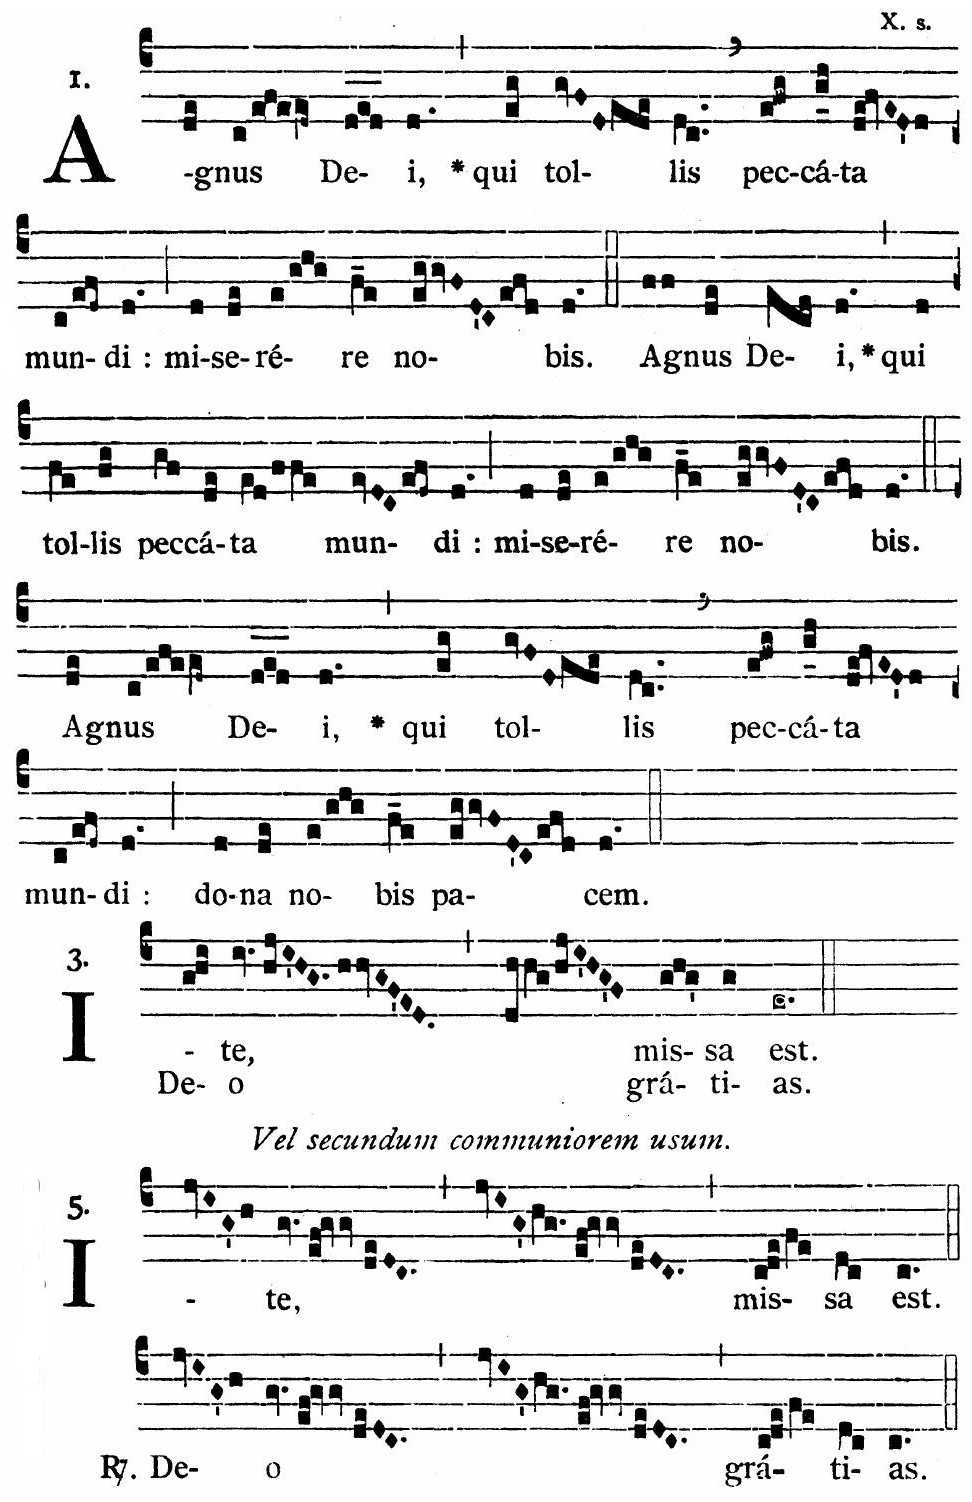 X. s.
1.
A-gnus De- i, * qui tol- lis pec-cá-ta
mun- di : mi-se-ré- re no- bis. Agnus De- i, * qui
tol-lis peccá-ta mun- di : mi-se-ré- re no- bis.
Agnus De- i, * qui tol- lis pec-cá-ta
mun- di : do-na no- bis pa- cem.
3.
I - te, mis- sa est.
De- o grá- ti- as.
Vel secundum communiorem usum.
5.
I - te, mis- sa est.
℟. De- o grá- ti- as.